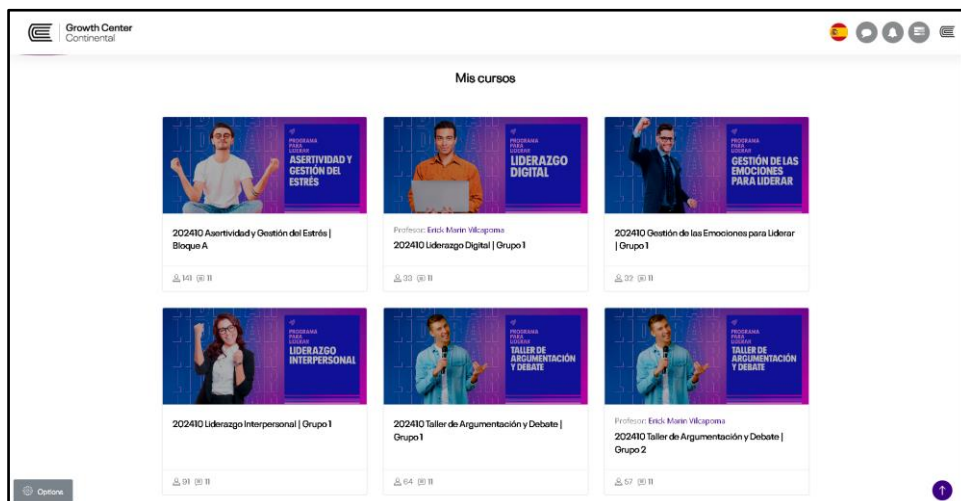 Growth Center
Continental
Mis cursos
PROGRAMA
PARA
LIDERAR
ASERTIVIDAD Y
GESTIÓN DEL
ESTRÉS
202410 Asertividad y Gestión del Estrés |
Bloque A
141 11
PROGRAMA
PARA
LIDERAR
LIDERAZGO
DIGITAL
Profesor: Erick Marin Vilcapoma
202410 Liderazgo Digital | Grupo 1
33 11
PROGRAMA
PARA
LIDERAR
GESTIÓN DE LAS
EMOCIONES
PARA LIDERAR
202410 Gestión de las Emociones para Liderar
| Grupo 1
32 11
PROGRAMA
PARA
LIDERAR
LIDERAZGO
INTERPERSONAL
202410 Liderazgo Interpersonal | Grupo 1
91 11
PROGRAMA
PARA
LIDERAR
TALLER DE
ARGUMENTACIÓN
Y DEBATE
202410 Taller de Argumentación y Debate |
Grupo 1
64 11
PROGRAMA
PARA
LIDERAR
TALLER DE
ARGUMENTACIÓN
Y DEBATE
Profesor: Erick Marin Vilcapoma
202410 Taller de Argumentación y Debate |
Grupo 2
57 11
Options